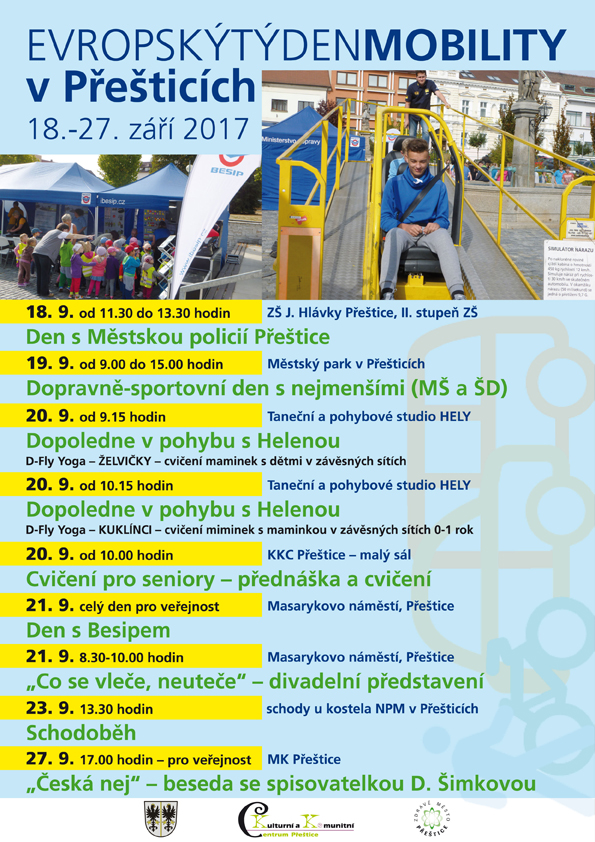 EVROPSKÝTÝDENMOBILITY
v Přešticích
18.-27. září 2017
Ministerstvo dopravy
BESIP
ibesip.cz
SIMULÁTOR NÁRAZU
18. 9. od 11.30 do 13.30 hodin ZŠ J. Hlávky Přeštice, II. stupeň ZŠ
Den s Městskou policií Přeštice
19. 9. od 9.00 do 15.00 hodin Městský park v Přešticích
Dopravně-sportovní den s nejmenšími (MŠ a ŠD)
20. 9. od 9.15 hodin Taneční a pohybové studio HELY
Dopoledne v pohybu s Helenou
D-Fly Yoga – ŽELVIČKY – cvičení maminek s dětmi v závěsných sítích
20. 9. od 10.15 hodin Taneční a pohybové studio HELY
Dopoledne v pohybu s Helenou
D-Fly Yoga – KUKLÍNCI – cvičení miminek s maminkou v závěsných sítích 0-1 rok
20. 9. od 10.00 hodin KKC Přeštice – malý sál
Cvičení pro seniory – přednáška a cvičení
21. 9. celý den pro veřejnost Masarykovo náměstí, Přeštice
Den s Besipem
21. 9. 8.30-10.00 hodin Masarykovo náměstí, Přeštice
„Co se vleče, neuteče“ – divadelní představení
23. 9. 13.30 hodin schody u kostela NPM v Přešticích
Schodoběh
27. 9. 17.00 hodin – pro veřejnost MK Přeštice
„Česká nej“ – beseda se spisovatelkou D. Šimkovou
Kulturní a Komunitní
Centrum Přeštice
ZDRAVÉ MĚSTO
PŘEŠTICE